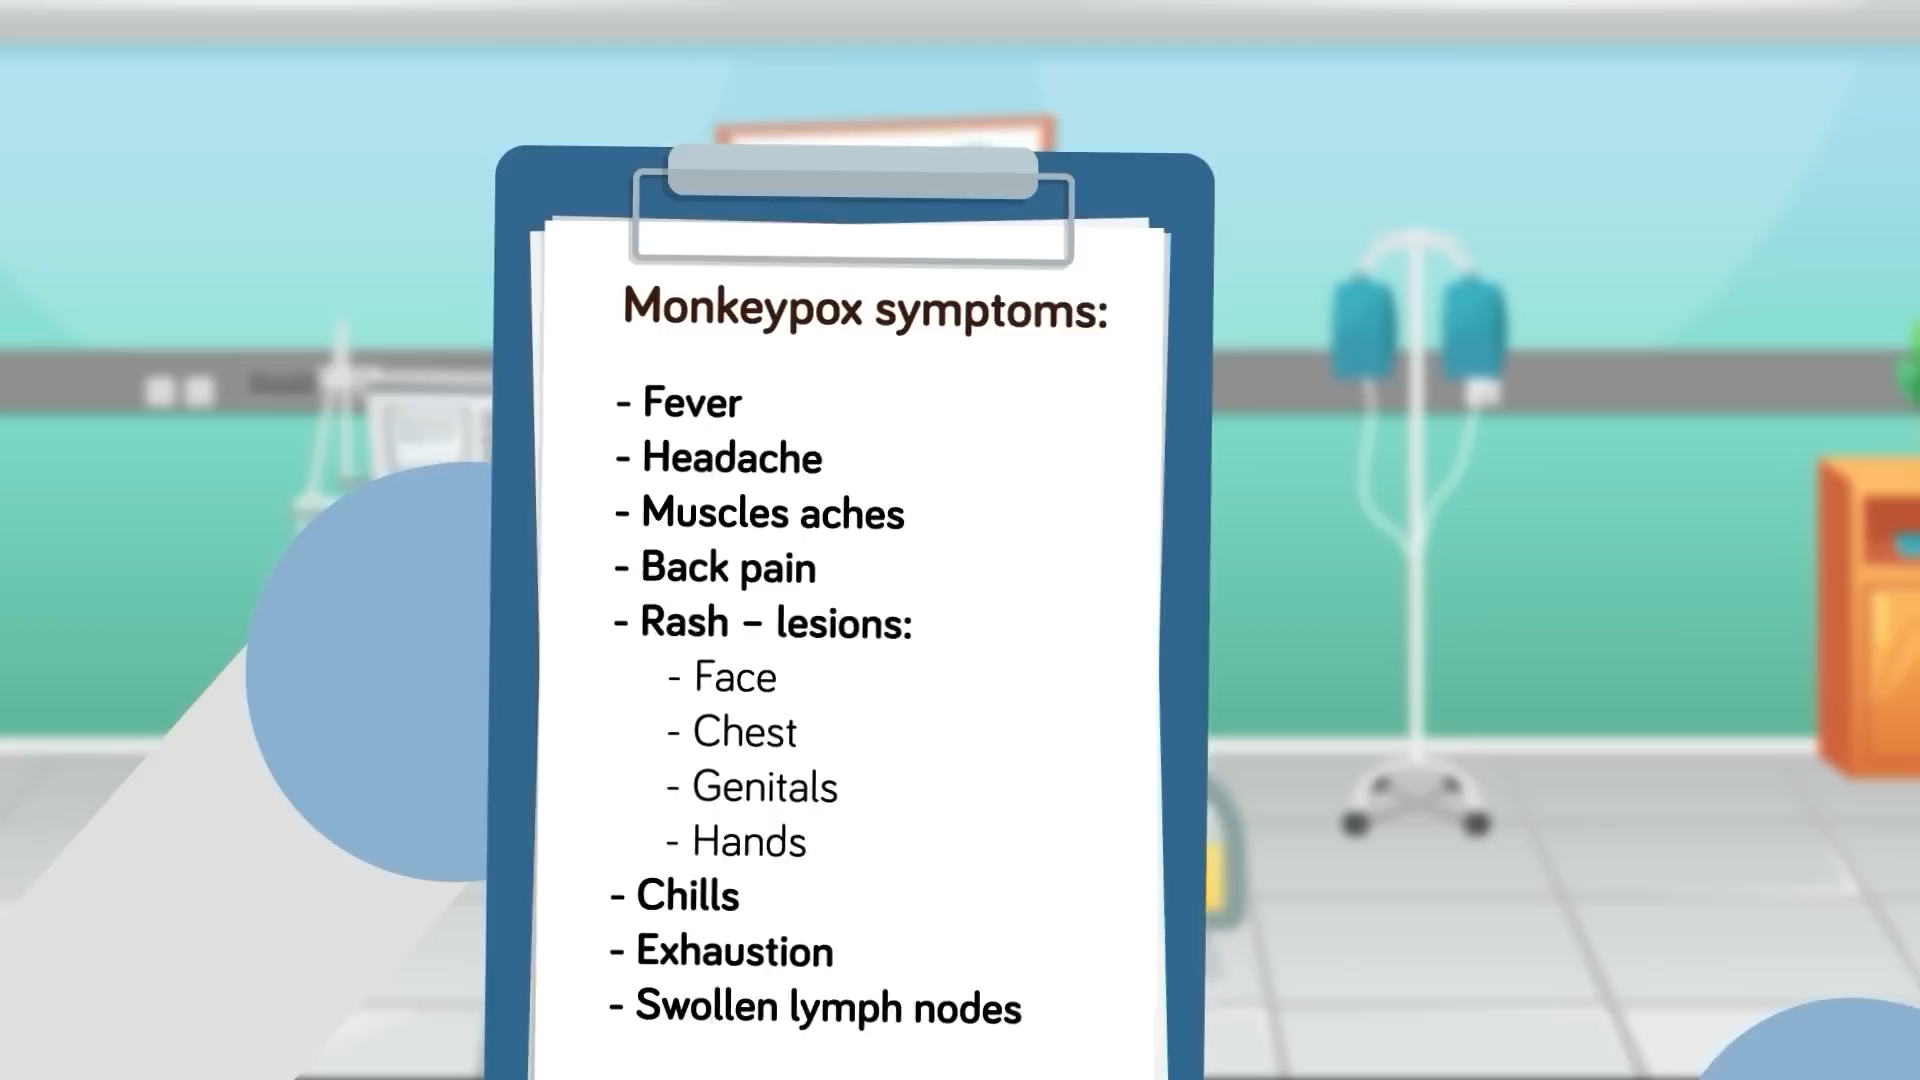 Monkeypox symptoms:
- Fever
- Headache
- Muscles aches
- Back pain
- Rash – lesions:
- Face
- Chest
- Genitals
- Hands
- Chills
- Exhaustion
- Swollen lymph nodes